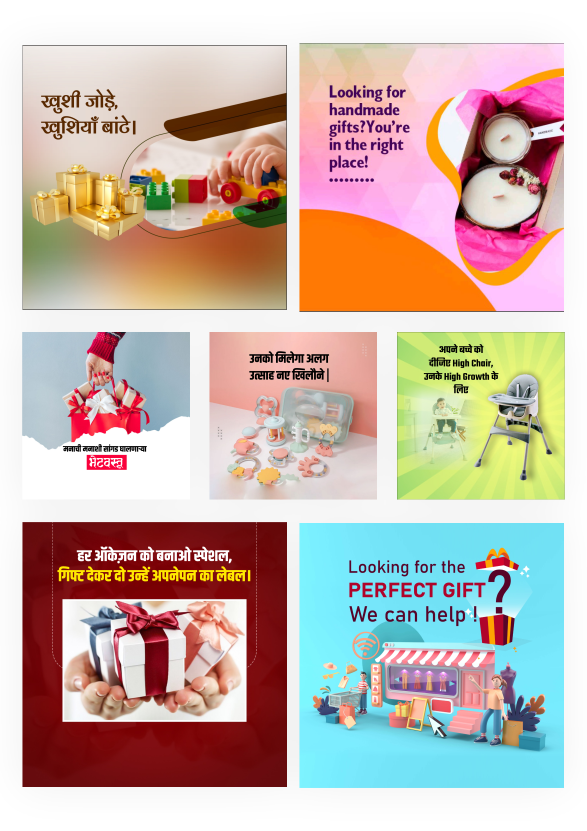 खुशी जोड़े,
खुशियाँ बांटे।
Looking for
handmade
gifts?You're
in the right
place!
मनाची मनाशी सांगड घालणाऱ्या
भेटवस्तू
उनको मिलेगा अलग
उत्साह नए खिलौने |
अपने बच्चे को
दीजिए High Chair,
उनके High Growth के
लिए
हर ऑकेज़न को बनाओ स्पेशल,
गिफ्ट देकर दो उन्हें अपनेपन का लेबल।
Looking for the
PERFECT GIFT?
We can help !